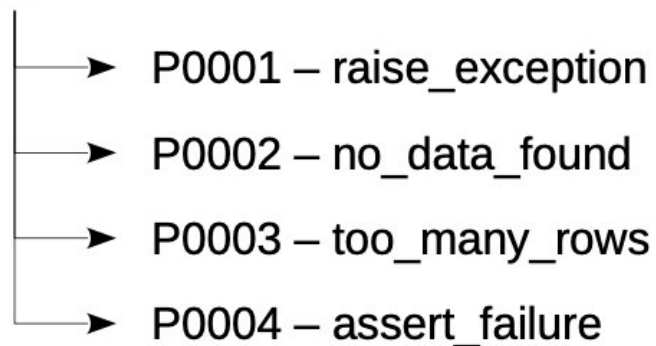 P0001 – raise_exception
P0002 – no_data_found
P0003 – too_many_rows
P0004 – assert_failure